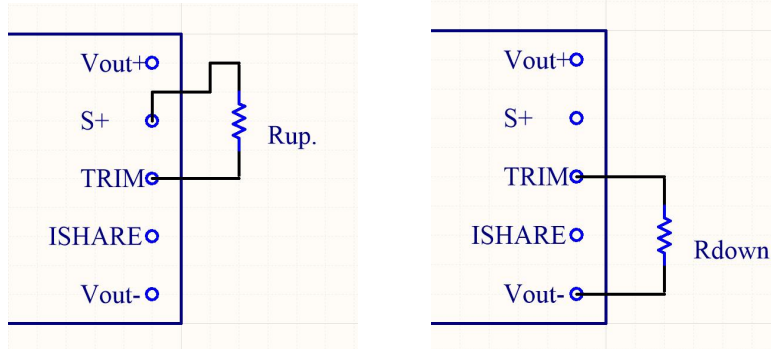 Vout+
S+
TRIM
ISHARE
Vout-
Rup.
Vout+
S+
TRIM
ISHARE
Vout-
Rdown